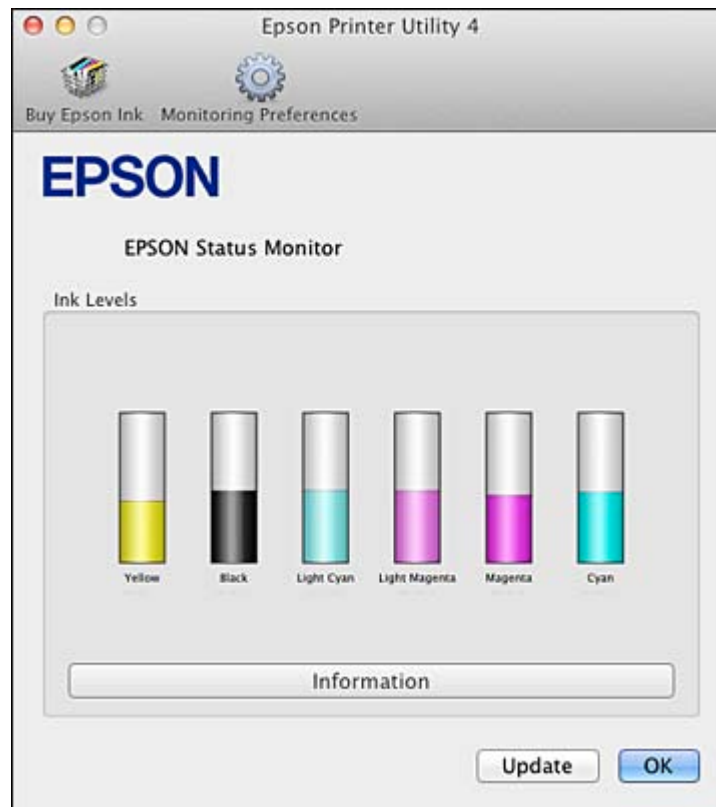 Epson Printer Utility 4
Buy Epson Ink Monitoring Preferences
EPSON
EPSON Status Monitor
Ink Levels
Yellow Black Light Cyan Light Magenta Magenta Cyan
Information
Update OK